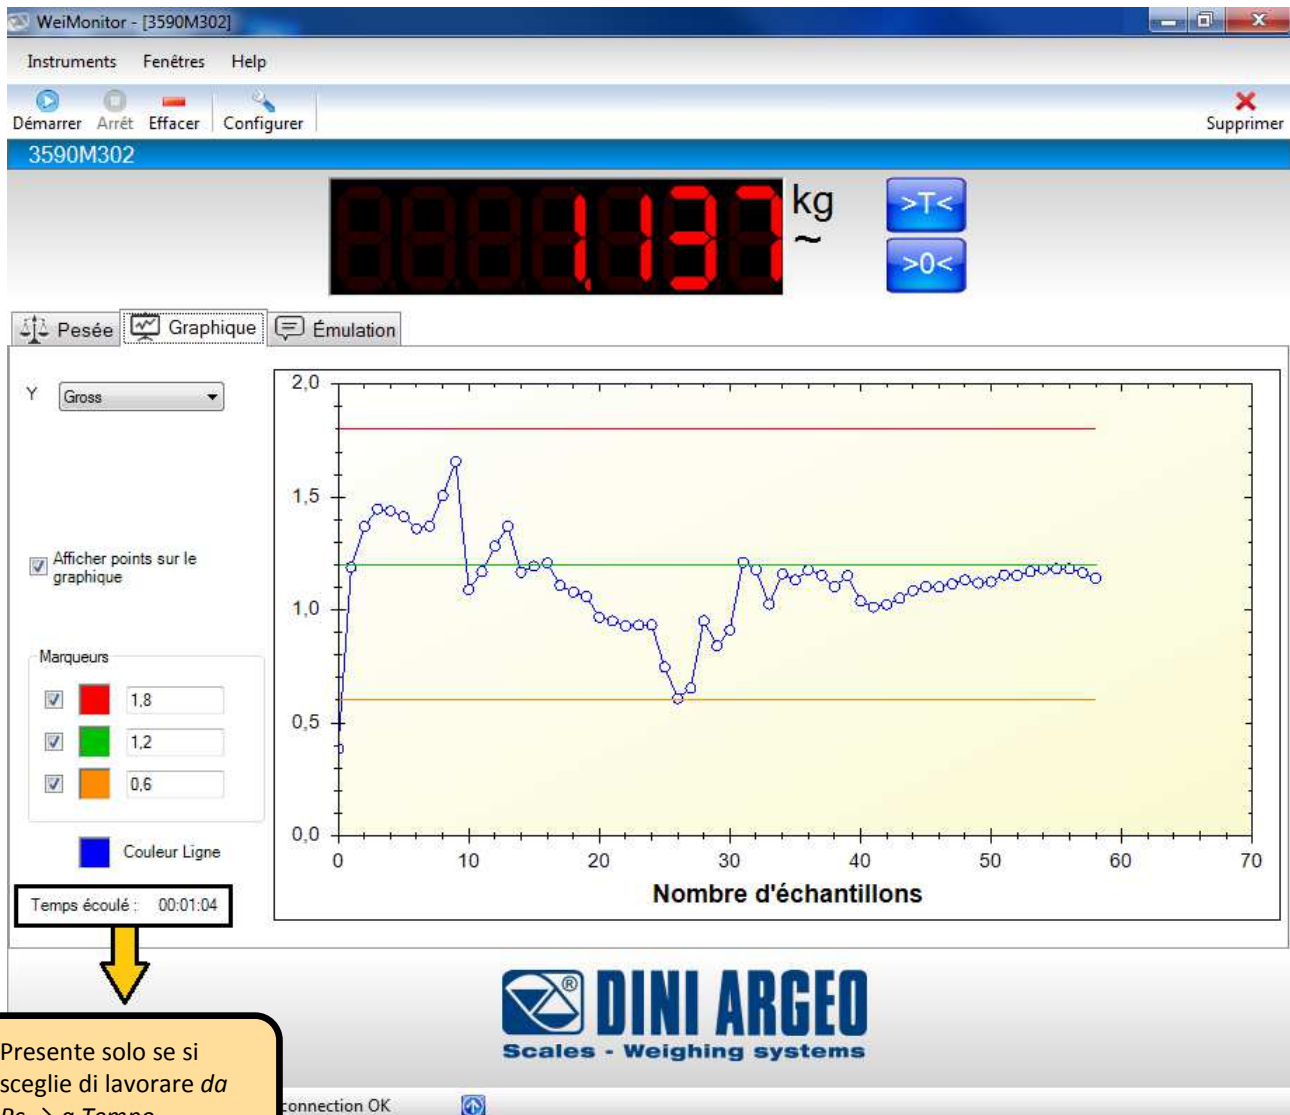 WeiMonitor - [3590M302]
Instruments Fenêtres Help
Démarrer Arrêt Effacer Configurer Supprimer
3590M302
1,137 kg
~
>T<
>0<
Pesée Graphique Émulation
Y Gross
Afficher points sur le
graphique
Marqueurs
1,8
1,2
0,6
Couleur Ligne
Temps écoulé : 00:01:04
2,0
1,5
1,0
0,5
0,0
0 10 20 30 40 50 60 70
Nombre d'échantillons
® DINI ARGEO
Scales - Weighing systems
Presente solo se si
sceglie di lavorare da
Pc → a Tempo
connection OK